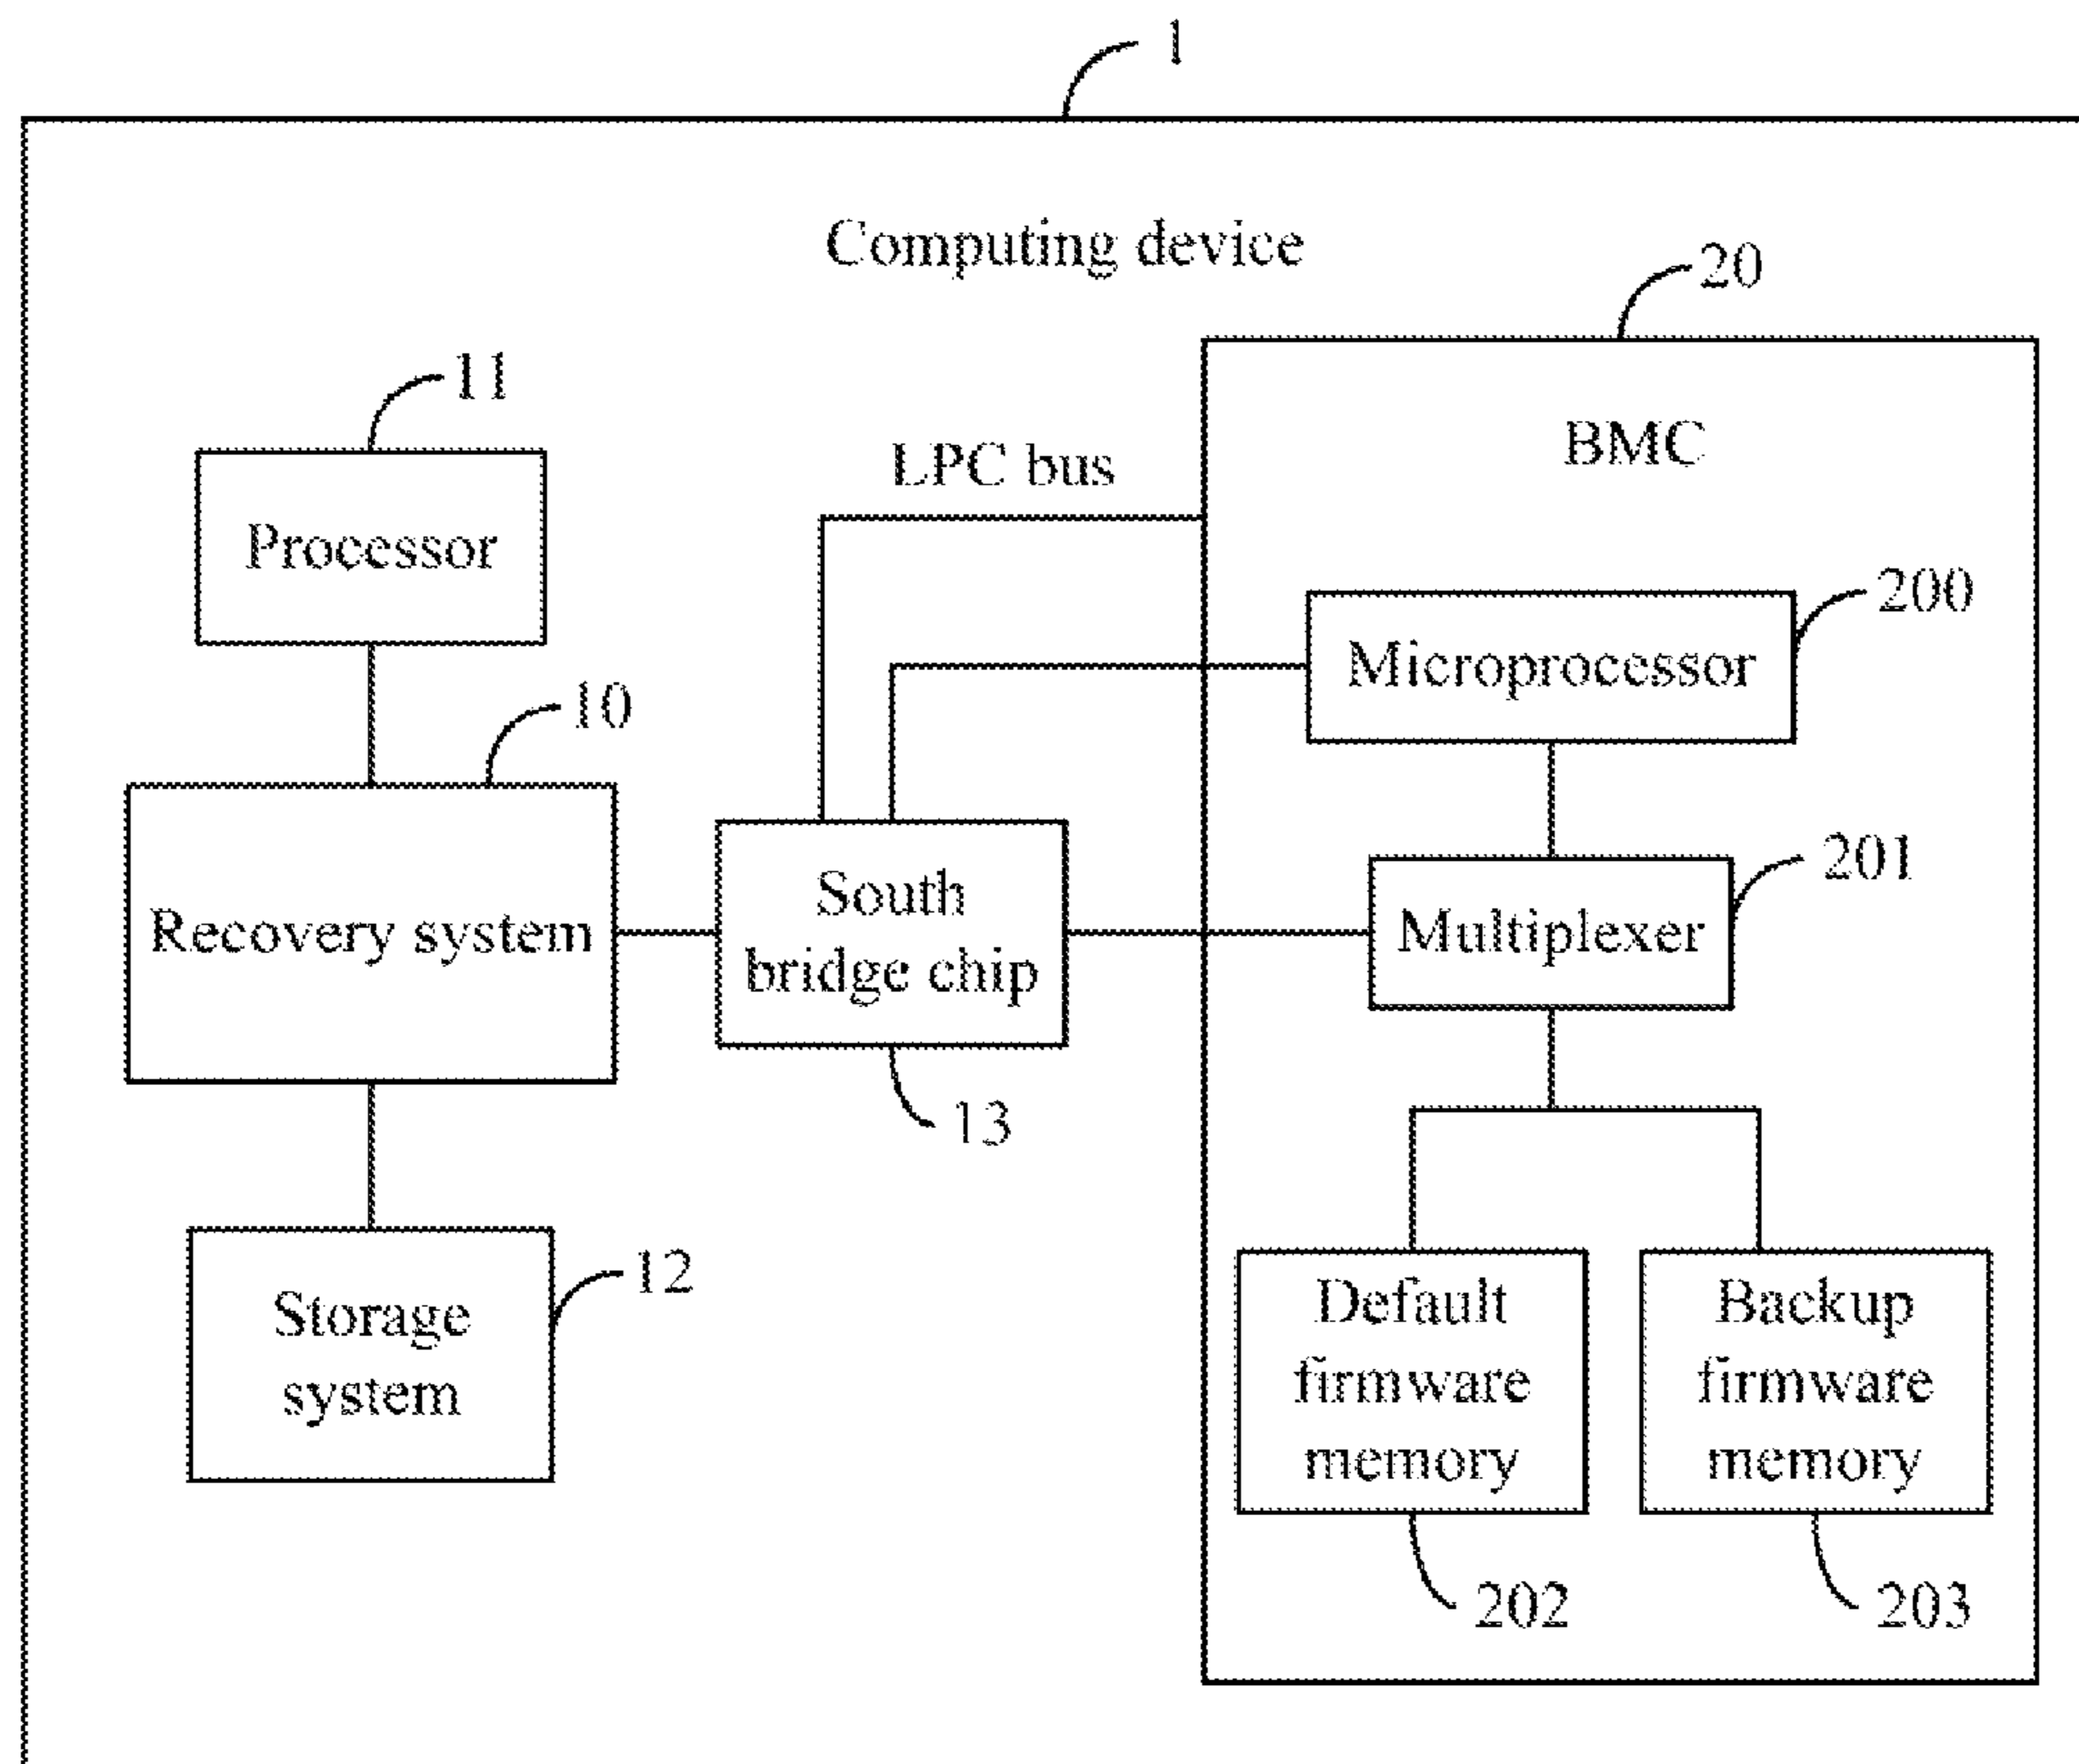 1
Computing device
20
11
BMC
LPC bus
Processor
200
Microprocessor
10
201
South
bridge chip
Recovery system
Multiplexer
13
12
Storage
system
Default
firmware
memory
Backup
firmware
memory
202
203